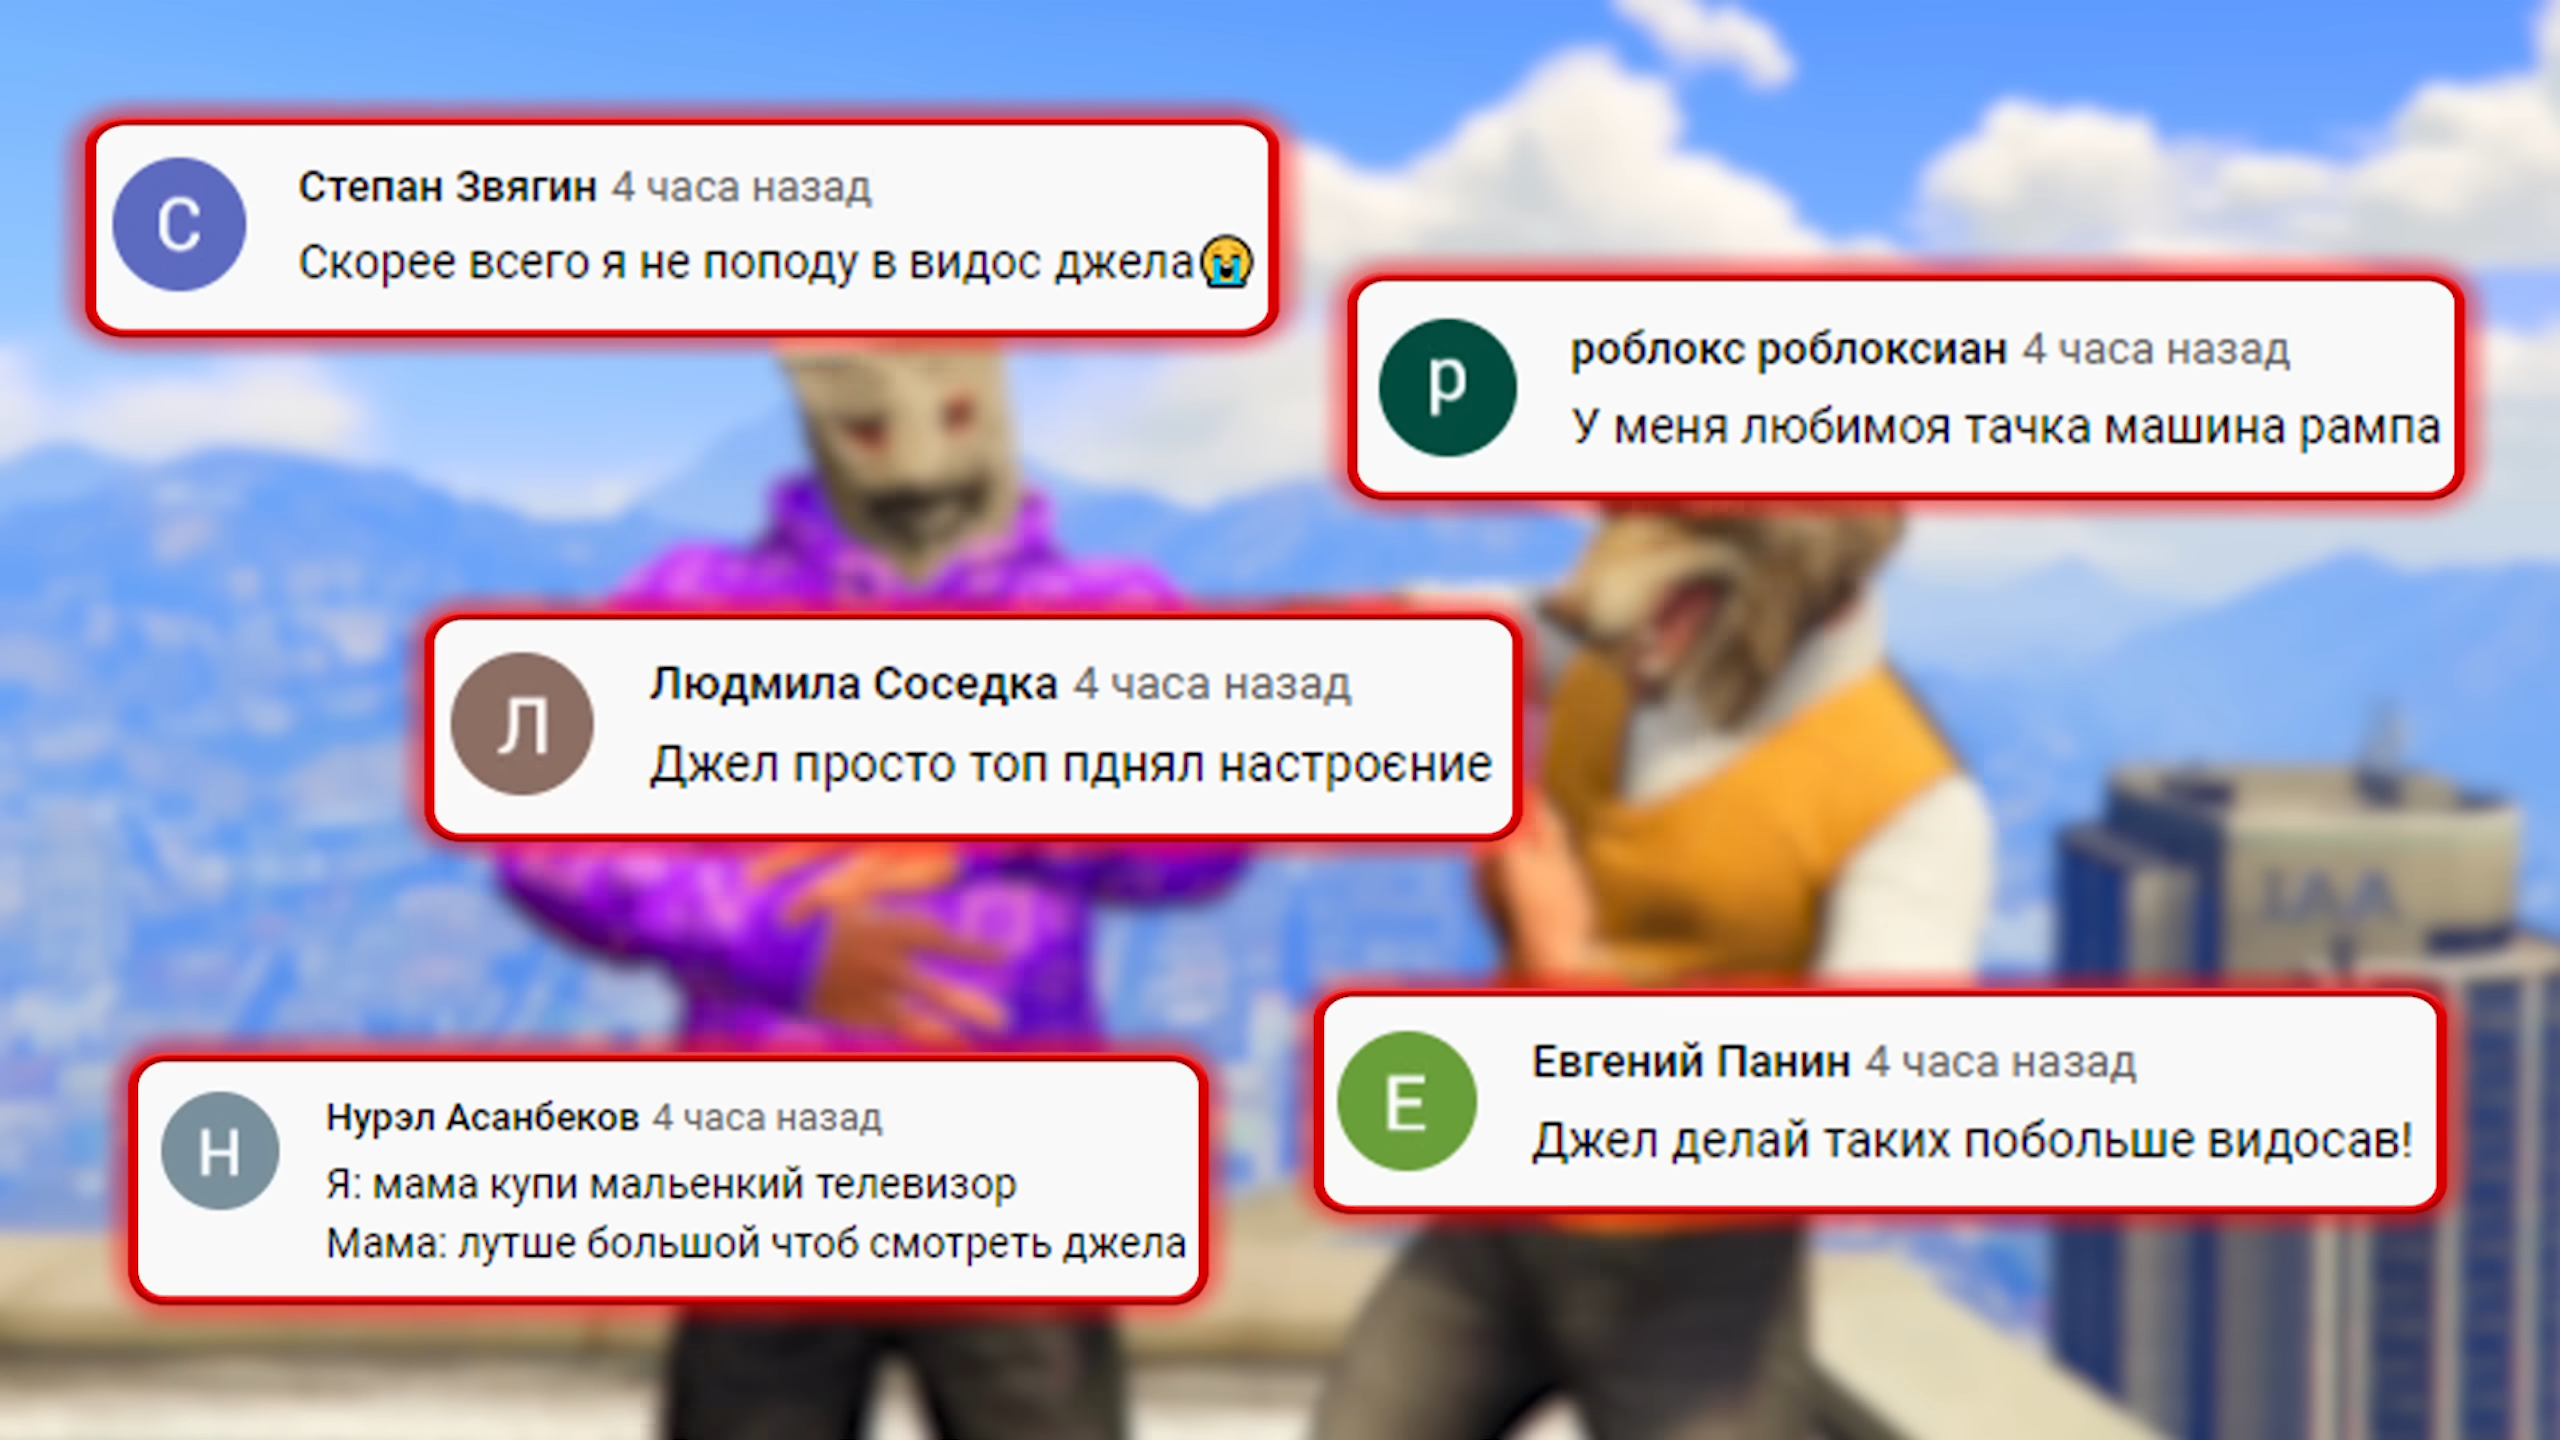 С
Степан Звягин 4 часа назад
Скорее всего я не поподу в видос джела😭
р
роблокс роблоксиан 4 часа назад
У меня любимоя тачка машина рампа
Л
Людмила Соседка 4 часа назад
Джел просто топ пднял настроєние
Е
Евгений Панин 4 часа назад
Джел делай таких побольше видосав!
Н
Нурэл Асанбеков 4 часа назад
Я: мама купи мальенкий телевизор
Мама: лутше большой чтоб смотреть джела
IAA